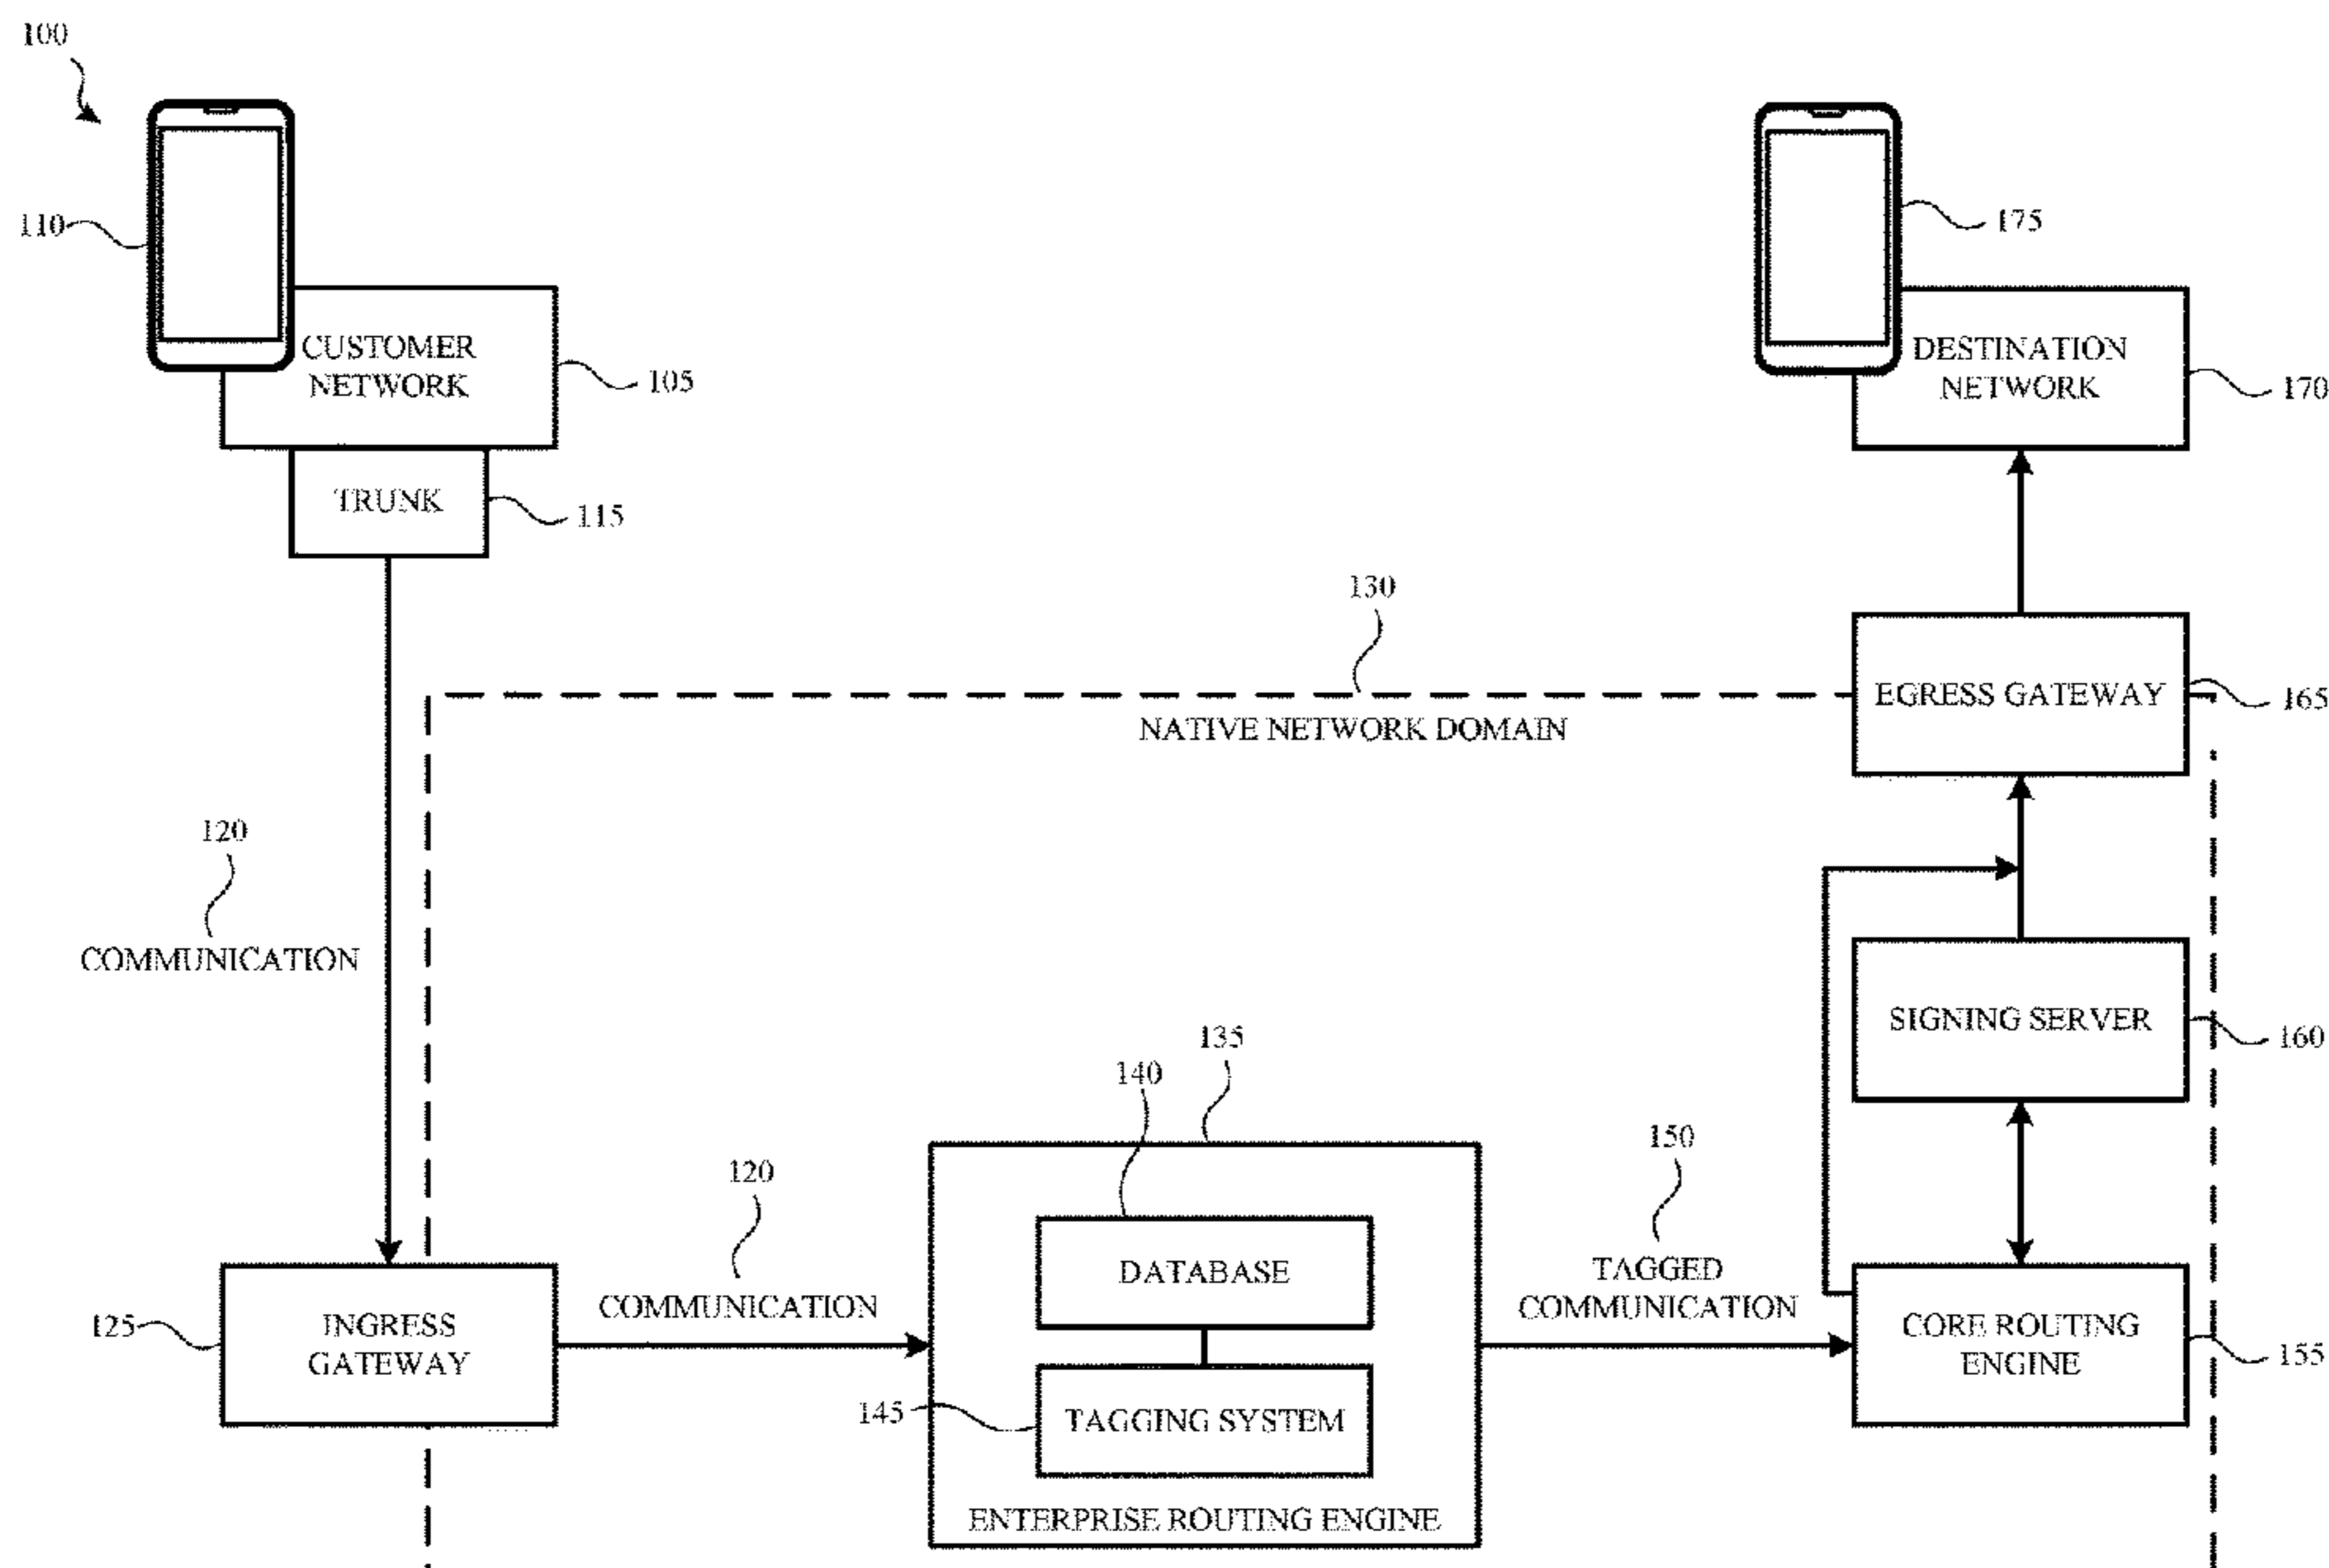 100
110
175
CUSTOMER
NETWORK
105
DESTINATION
NETWORK
170
TRUNK
115
130
NATIVE NETWORK DOMAIN
EGRESS GATEWAY
165
120
COMMUNICATION
SIGNING SERVER
160
135
140
120
COMMUNICATION
150
TAGGED
COMMUNICATION
DATABASE
125
INGRESS
GATEWAY
CORE ROUTING
ENGINE
155
145
TAGGING SYSTEM
ENTERPRISE ROUTING ENGINE